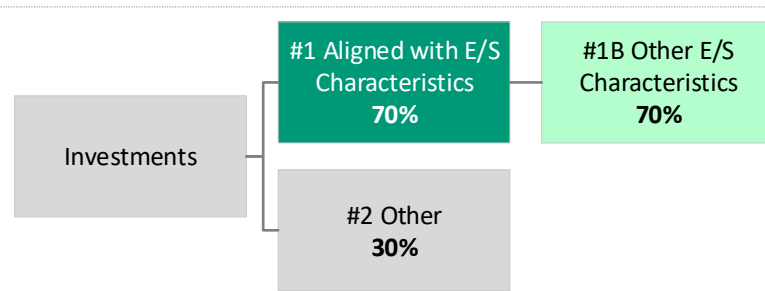 #1 Aligned with E/S
Characteristics
70%
#1B Other E/S
Characteristics
70%
Investments
#2 Other
30%